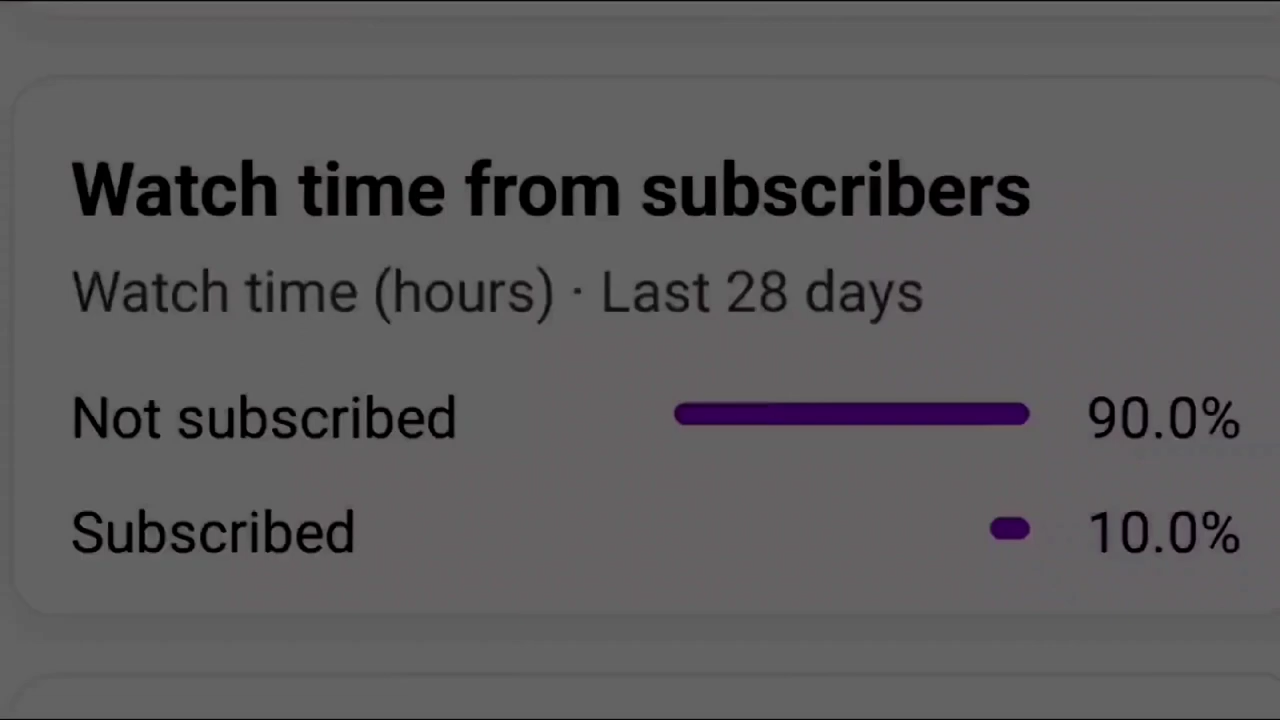 Watch time from subscribers
Watch time (hours) · Last 28 days
Not subscribed 90.0%
Subscribed 10.0%